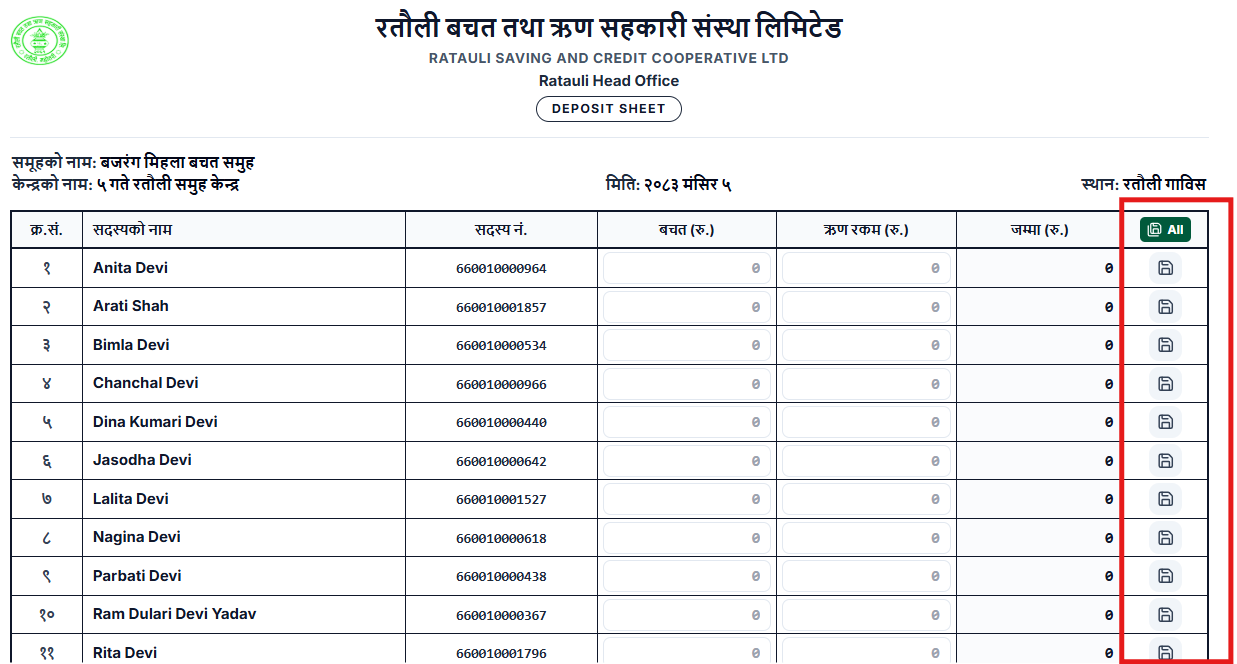 रतौली बचत तथा ऋण सहकारी संस्था लिमिटेड
RATAULI SAVING AND CREDIT COOPERATIVE LTD
Ratauli Head Office
DEPOSIT SHEET
समूहको नाम: बजरंग मिहला बचत समुह
केन्द्रको नाम: ५ गते रतौली समुह केन्द्र मिति: २०८३ मंसिर ५ स्थान: रतौली गाविस
क्र.सं. सदस्यको नाम सदस्य नं. बचत (रु.) ऋण रकम (रु.) जम्मा (रु.) All
१ Anita Devi 660010000964 0 0 0
२ Arati Shah 660010001857 0 0 0
३ Bimla Devi 660010000534 0 0 0
४ Chanchal Devi 660010000966 0 0 0
५ Dina Kumari Devi 660010000440 0 0 0
६ Jasodha Devi 660010000642 0 0 0
७ Lalita Devi 660010001527 0 0 0
८ Nagina Devi 660010000618 0 0 0
९ Parbati Devi 660010000438 0 0 0
१० Ram Dulari Devi Yadav 660010000367 0 0 0
११ Rita Devi 660010001796 0 0 0